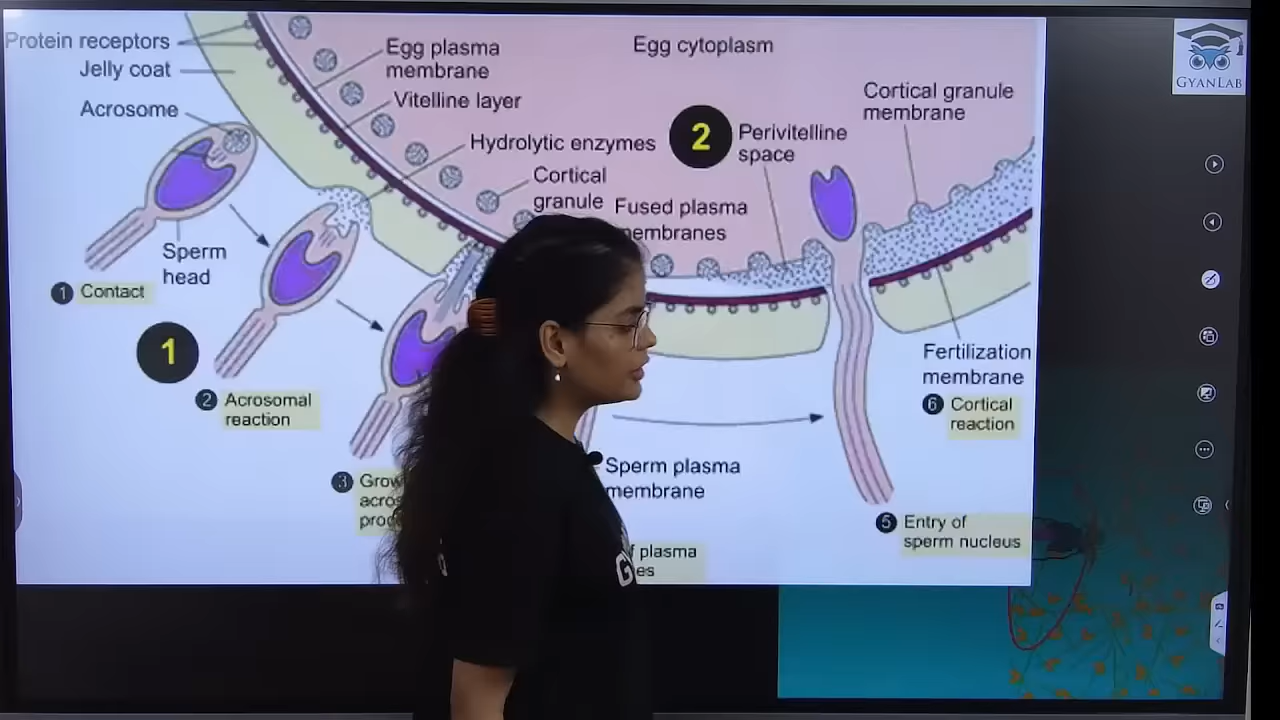 Protein receptors
Jelly coat
Acrosome
Egg plasma
membrane
Vitelline layer
Hydrolytic enzymes
Cortical
granule
Egg cytoplasm
2
Perivitelline
space
Fused plasma
membranes
Cortical granule
membrane
GYANLAB
Sperm
head
1 Contact
1
2 Acrosomal
reaction
3
Sperm plasma
membrane
plasma
Fertilization
membrane
6 Cortical
reaction
5 Entry of
sperm nucleus